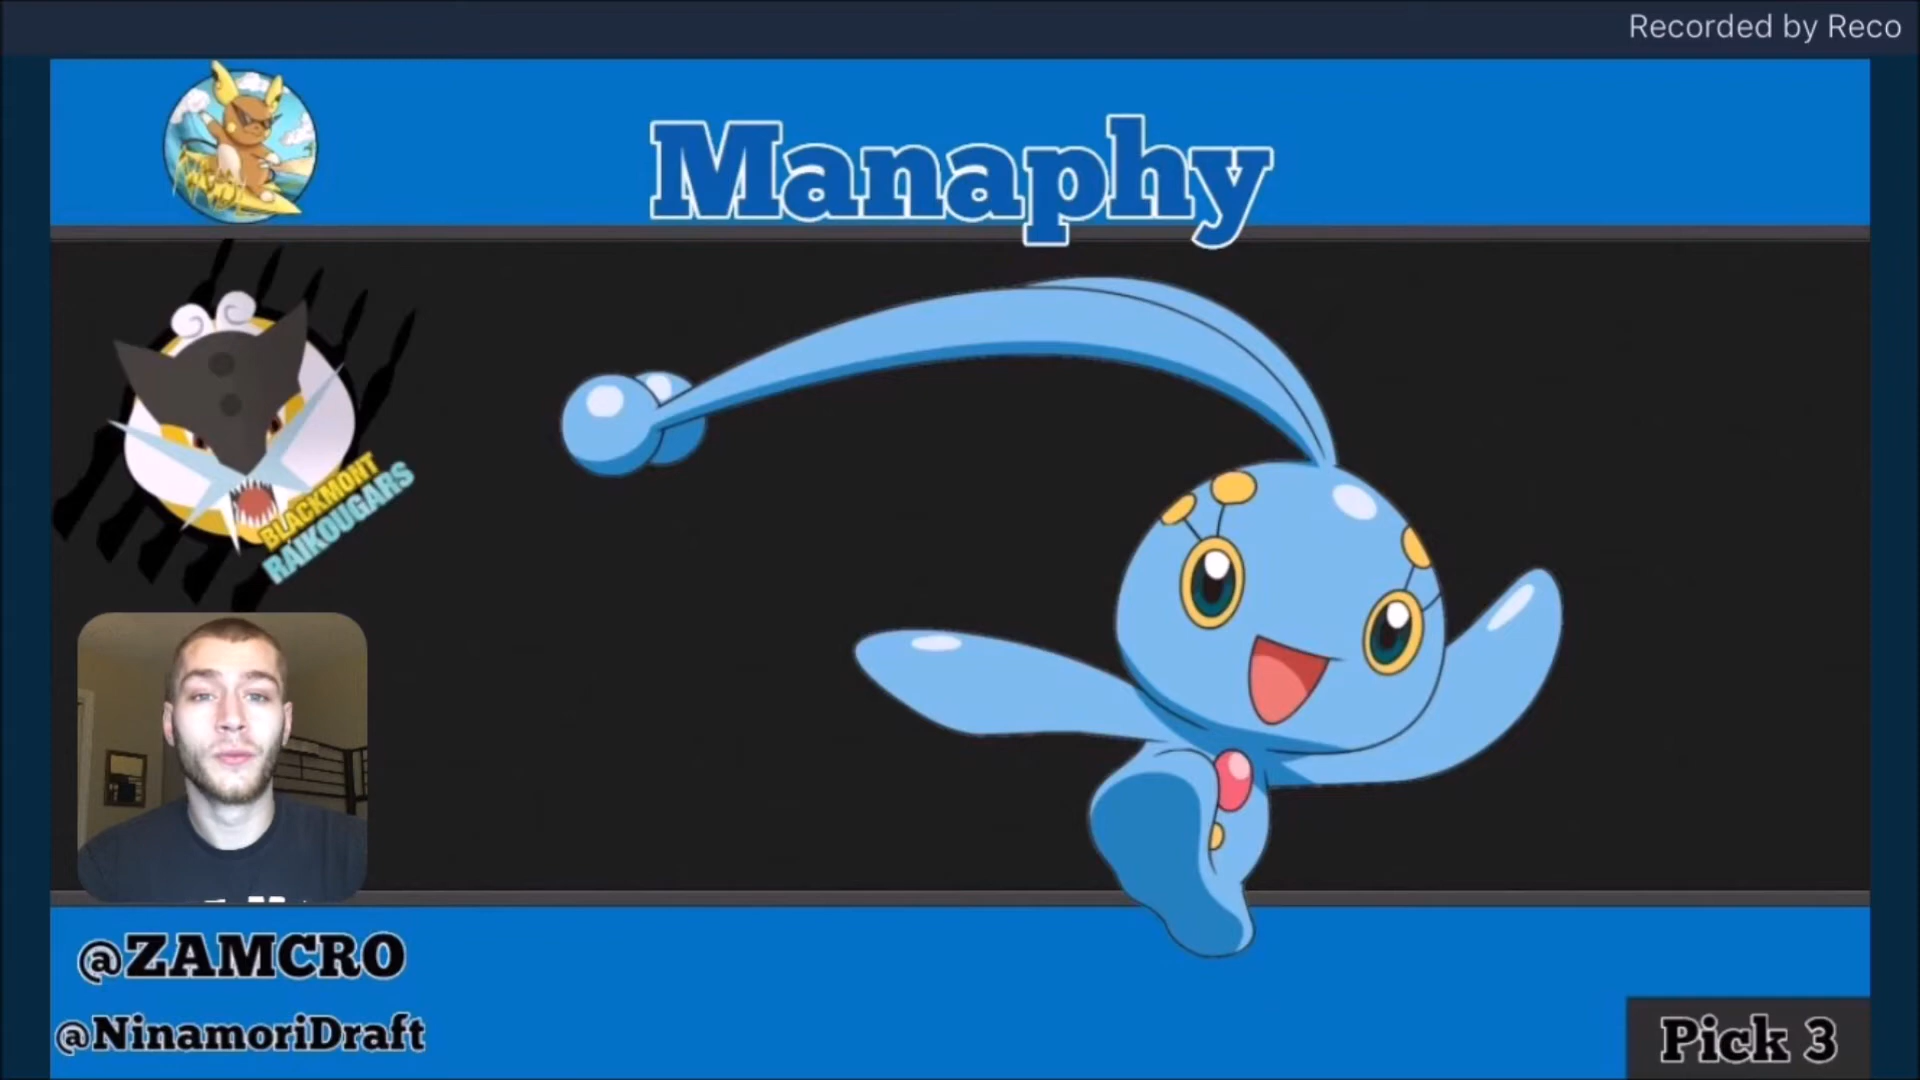 Recorded by Reco
Manaphy
BLACKMONT
RAIKOUGARS
@ZAMCRO
@NinamoriDraft
Pick 3